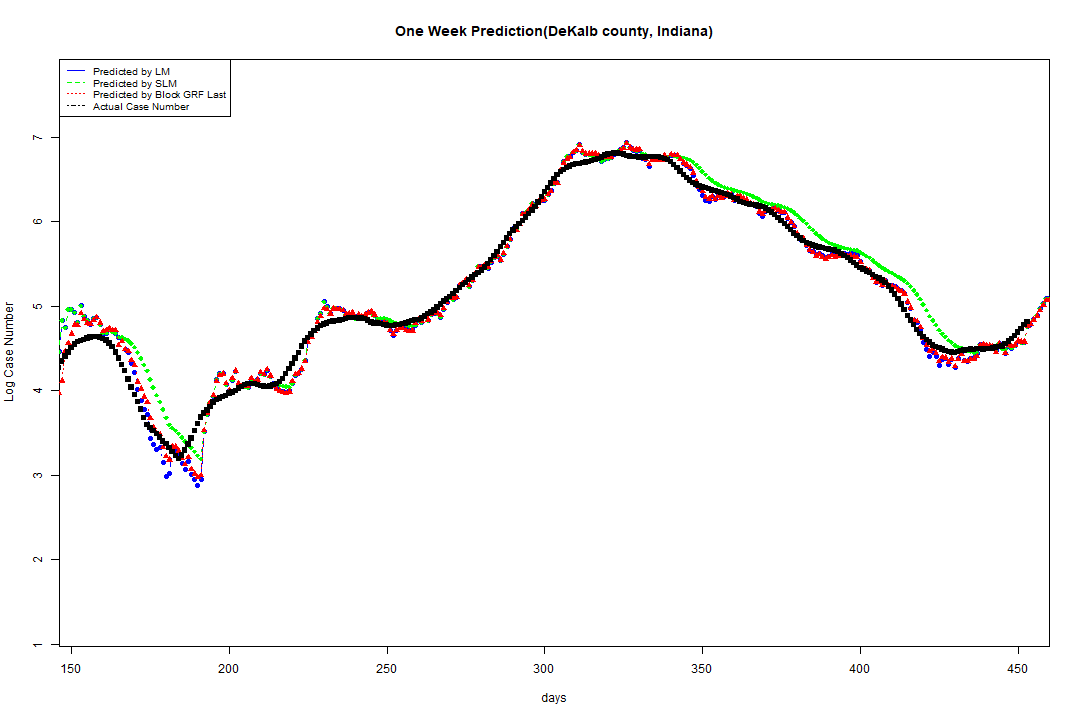 One Week Prediction(DeKalb county, Indiana)
Predicted by LM
Predicted by SLM
Predicted by Block GRF Last
Actual Case Number
7
6
5
4
3
2
1
Log Case Number
150 200 250 300 350 400 450
days